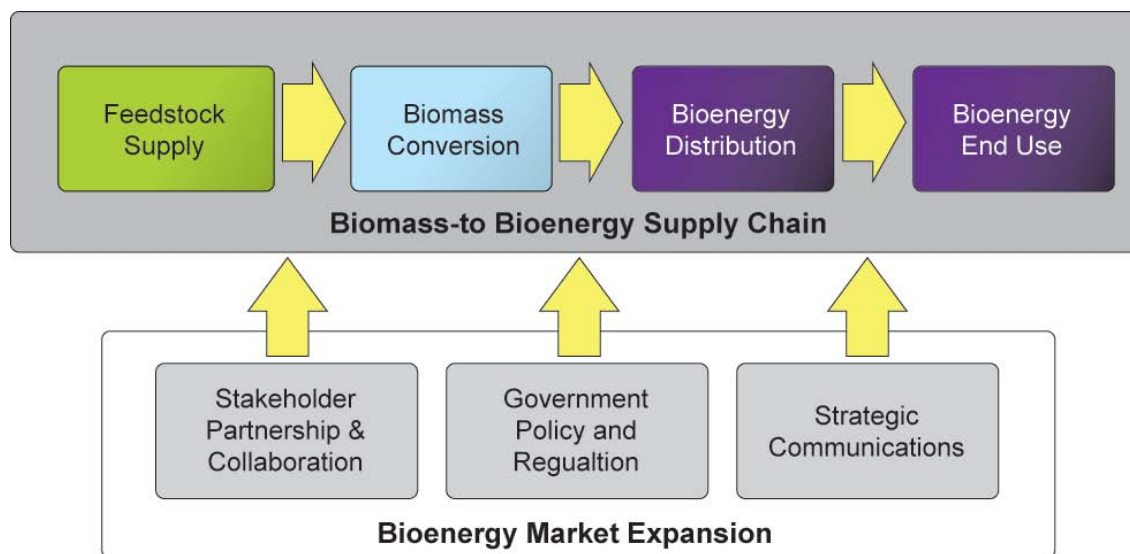 Feedstock
Supply
Biomass
Conversion
Bioenergy
Distribution
Bioenergy
End Use
Biomass-to Bioenergy Supply Chain
Stakeholder
Partnership &
Collaboration
Government
Policy and
Regualtion
Strategic
Communications
Bioenergy Market Expansion